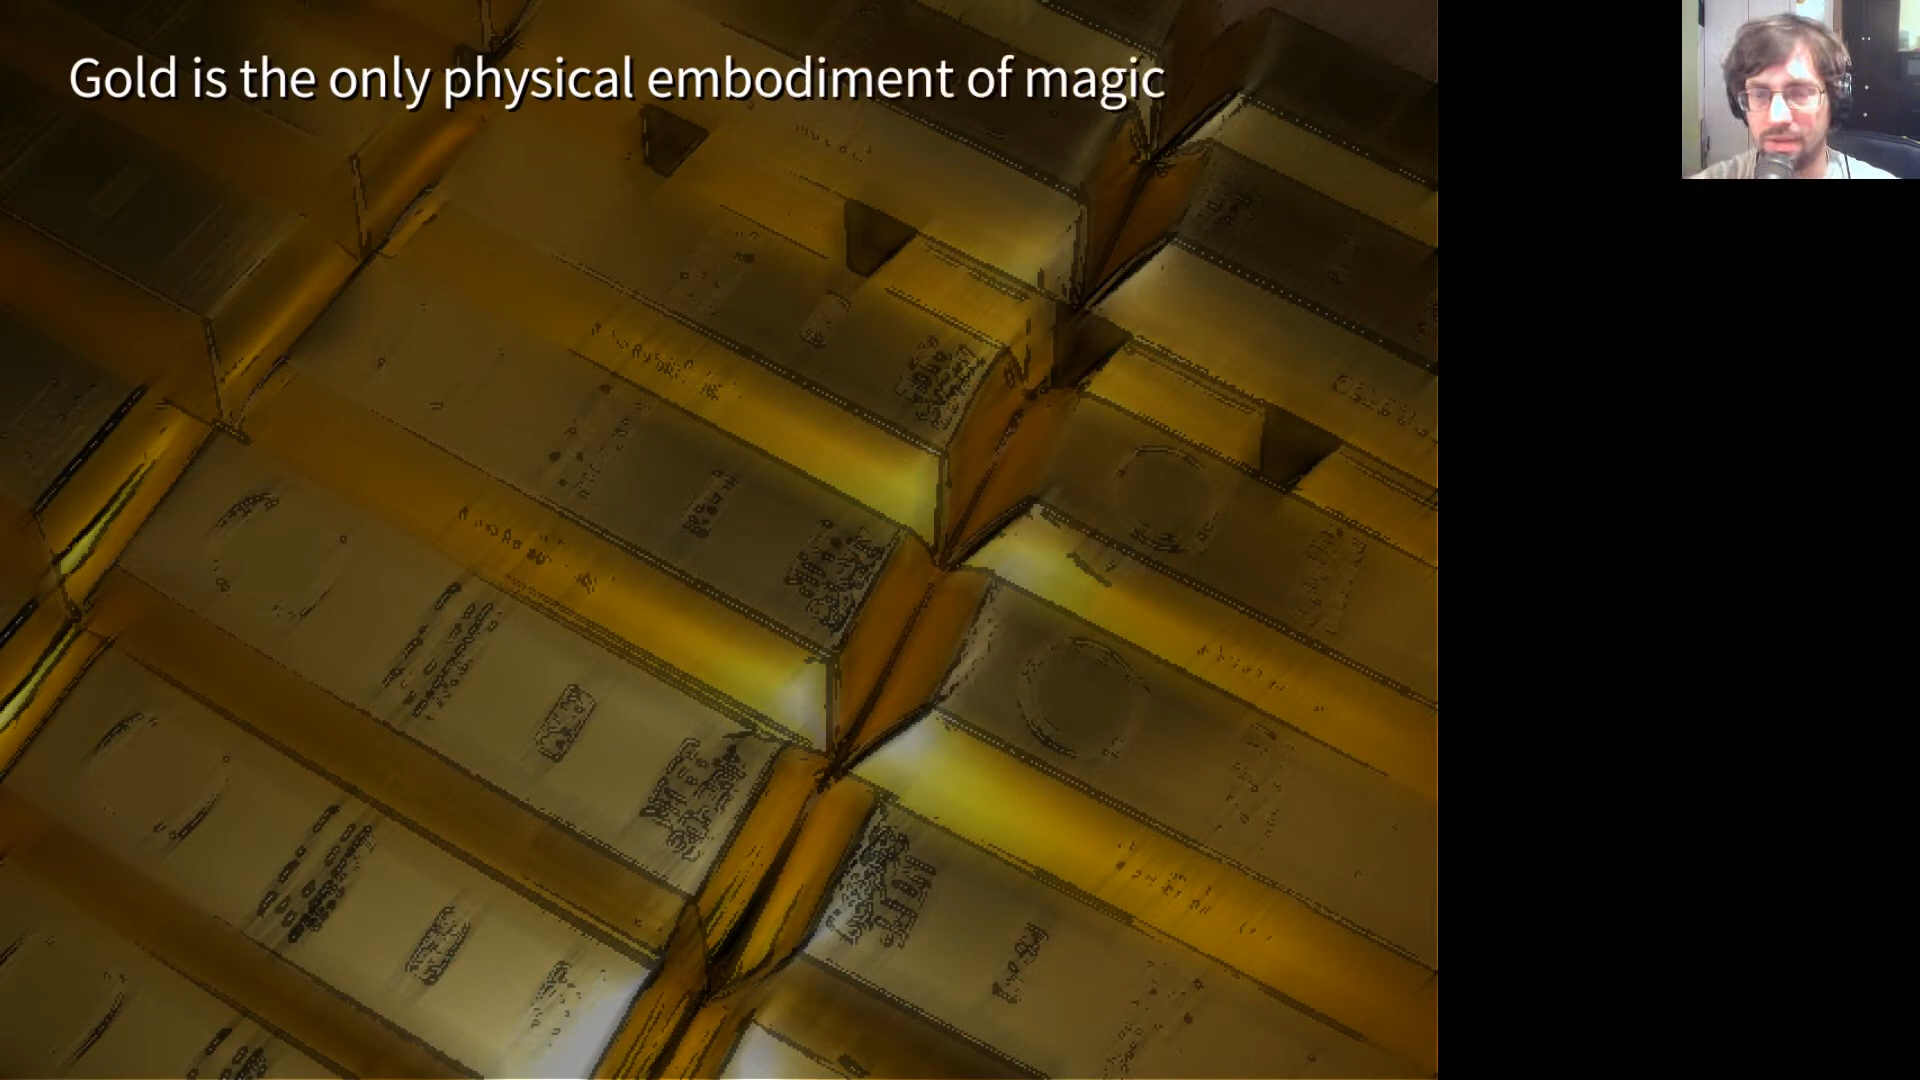 Gold is the only physical embodiment of magic